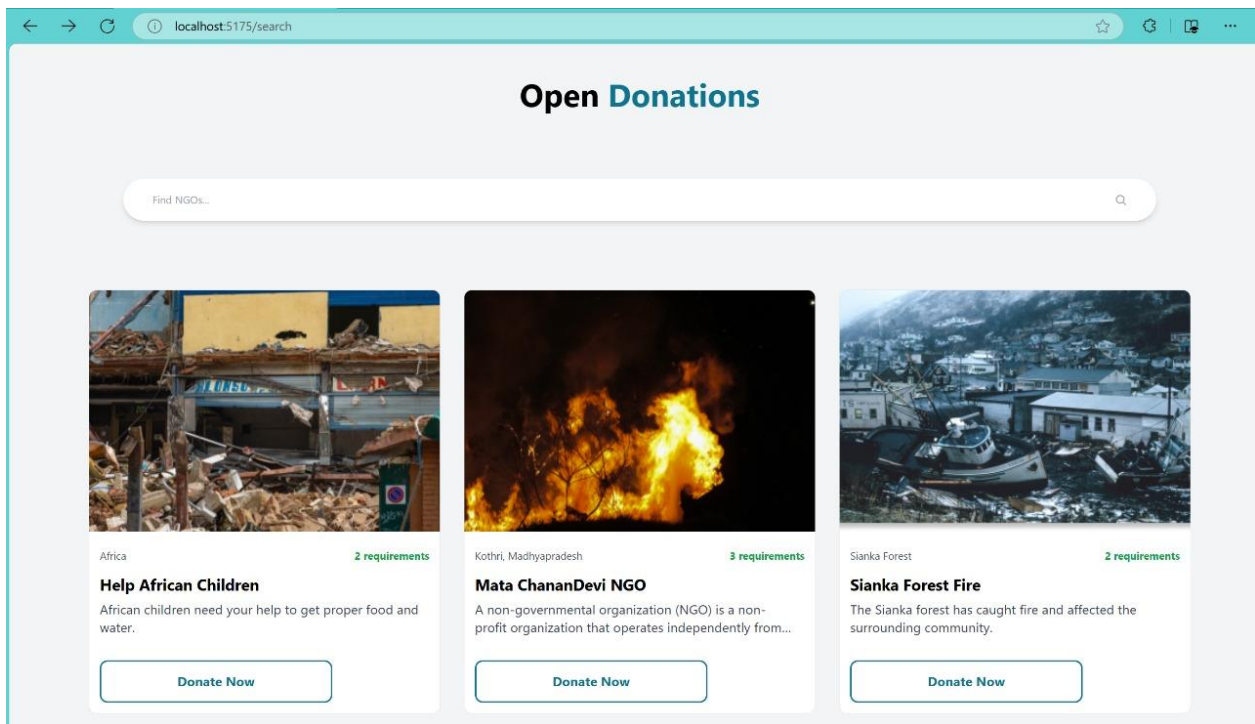 localhost:5175/search
Open Donations
Find NGOs...
Africa
2 requirements
Help African Children
African children need your help to get proper food and
water.
Donate Now
Kothri, Madhyapradesh
3 requirements
Mata ChananDevi NGO
A non-governmental organization (NGO) is a non-
profit organization that operates independently from...
Donate Now
Sianka Forest
2 requirements
Sianka Forest Fire
The Sianka forest has caught fire and affected the
surrounding community.
Donate Now